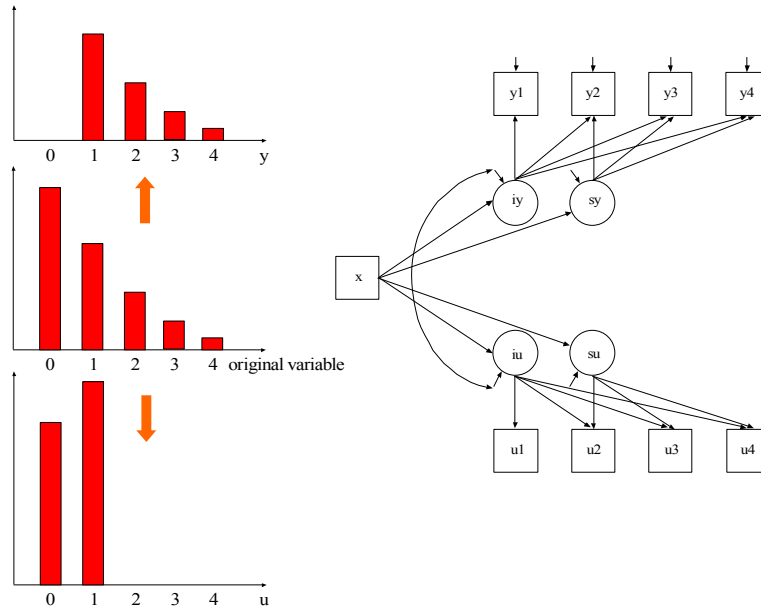 0 1 2 3 4 y
0 1 2 3 4 original variable
0 1 2 3 4 u
y1 y2 y3 y4
iy sy
x
iu su
u1 u2 u3 u4